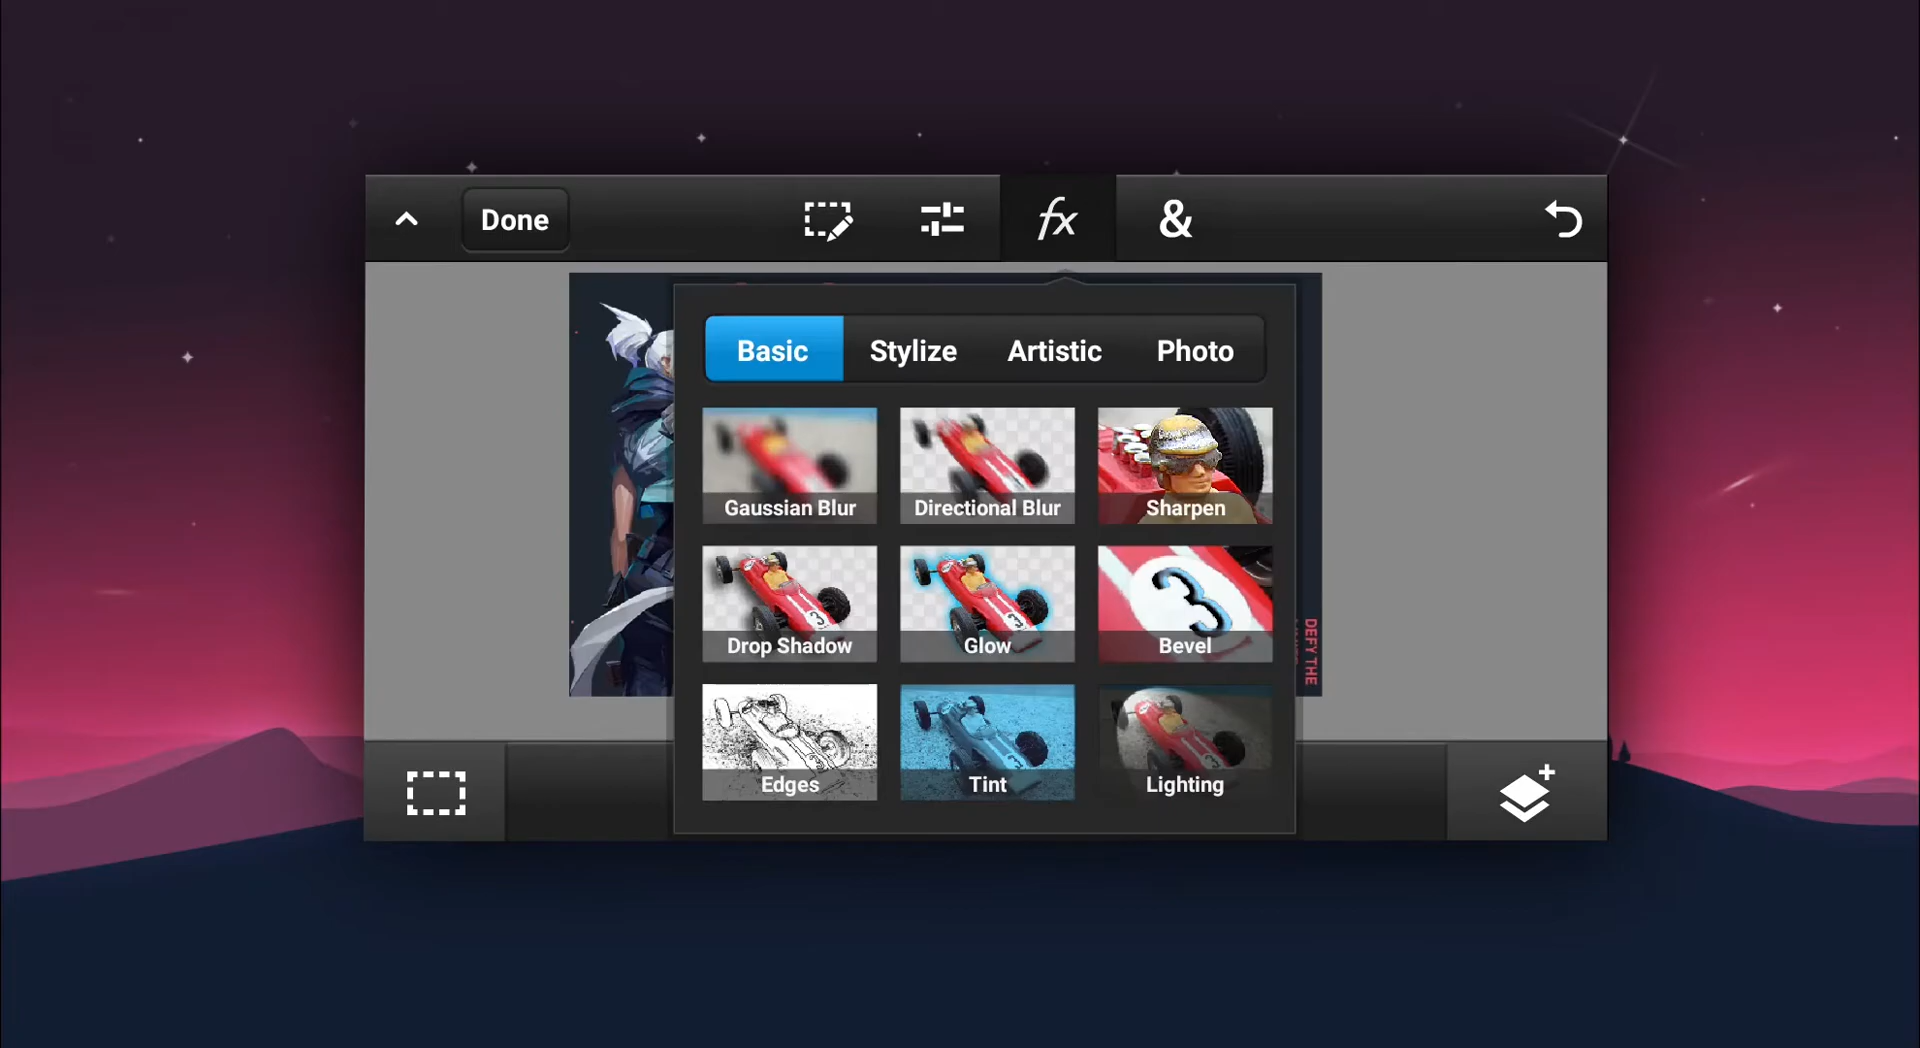 Done
fx
&
Basic Stylize Artistic Photo
Gaussian Blur Directional Blur Sharpen
Drop Shadow Glow Bevel
Edges Tint Lighting
DEFY THE